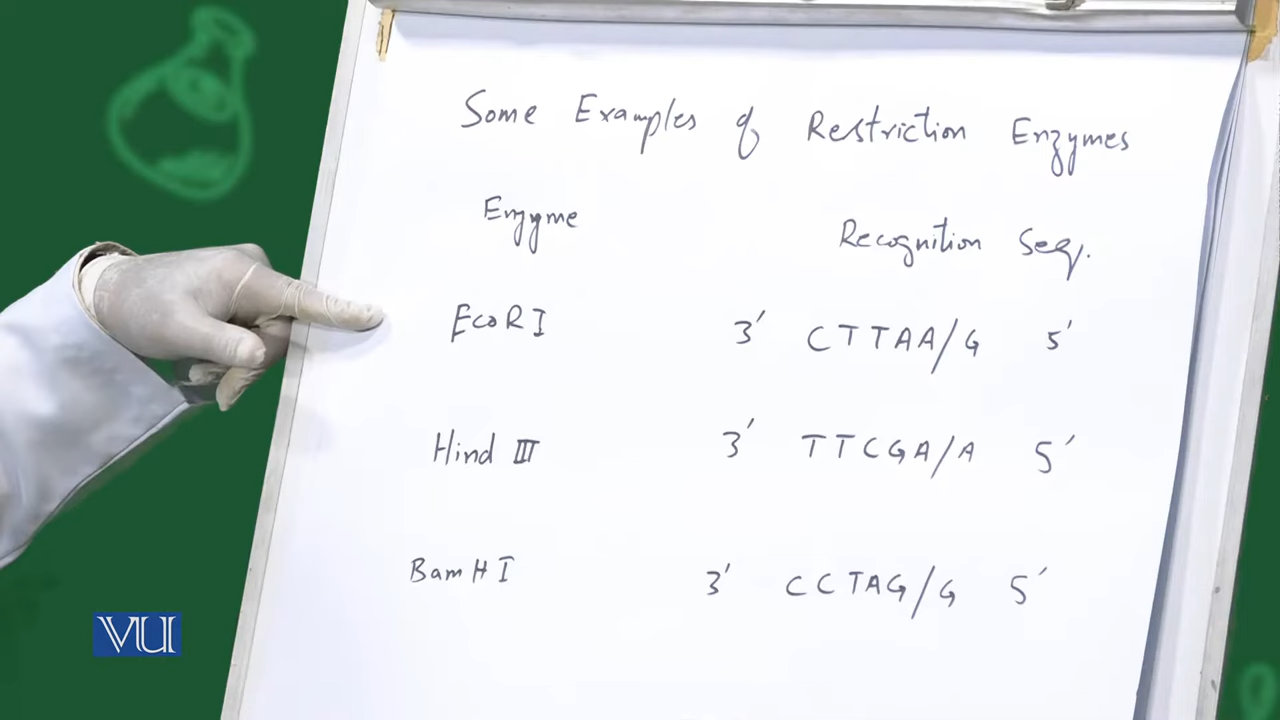 Some Examples of Restriction Enzymes
Enzyme Recognition Seq.
EcoRI 3' CTTAA/G 5'
Hind III 3' TTCGA/A 5'
BamHI 3' CCTAG/G 5'
VU